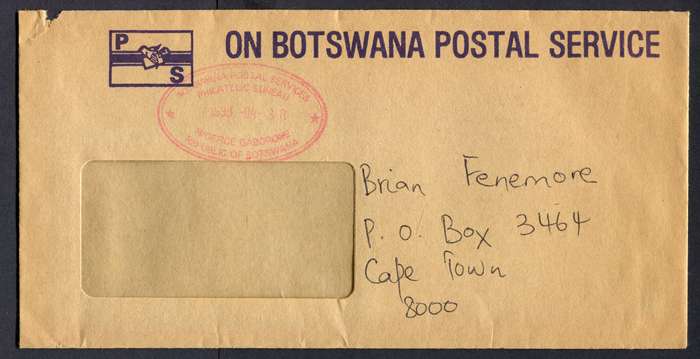 P
S
ON BOTSWANA POSTAL SERVICE
BOTSWANA POSTAL SERVICES
PHILATELIC BUREAU
GABORONE
REPUBLIC OF BOTSWANA
Brian Fenemore
P. O. Box 3464
Cape Town
8000